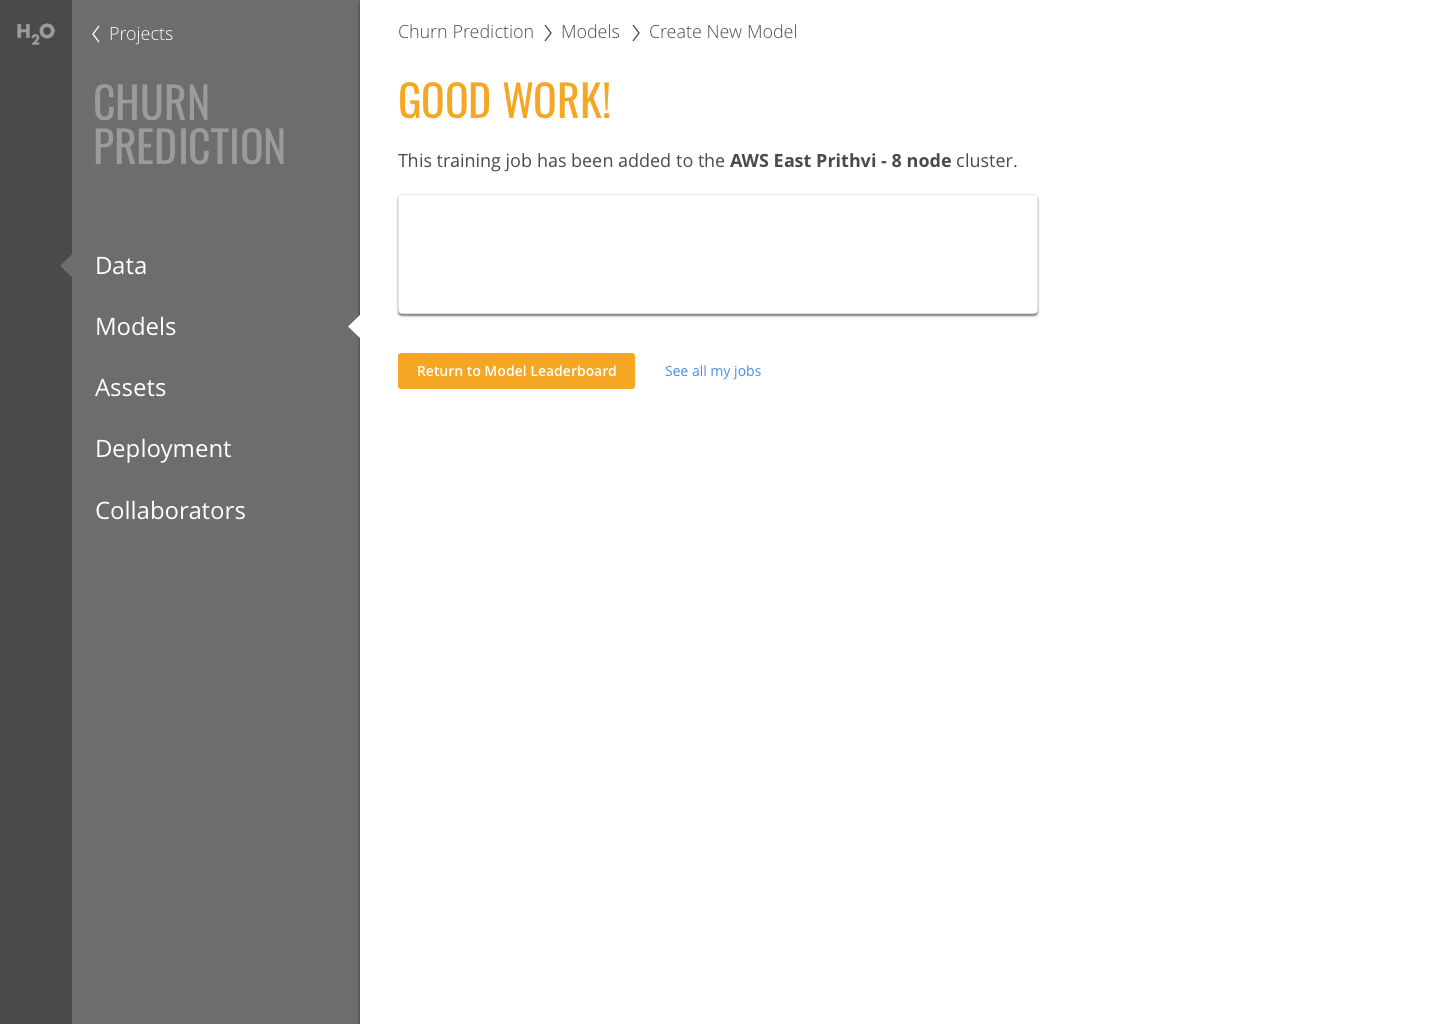 H2O
Projects
CHURN
PREDICTION
Data
Models
Assets
Deployment
Collaborators
Churn Prediction
Models
Create New Model
GOOD WORK!
This training job has been added to the AWS East Prithvi - 8 node cluster.
Return to Model Leaderboard
See all my jobs